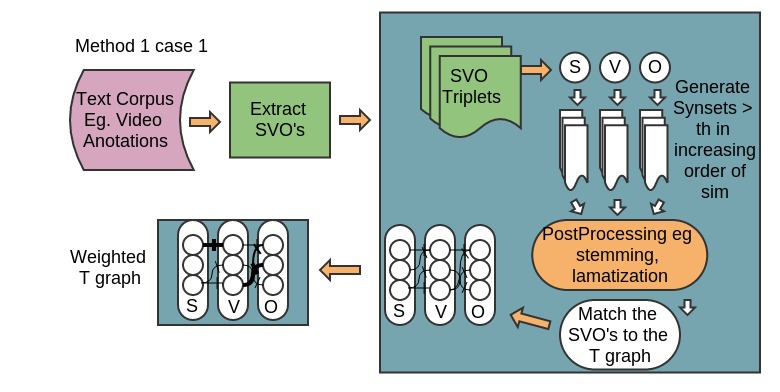 Method 1 case 1
Text Corpus
Eg. Video
Anotations
Extract
SVO's
SVO
Triplets
S V O
Generate
Synsets >
th in
increasing
order of
sim
PostProcessing eg
stemming,
lamatization
Match the
SVO's to the
T graph
S V O
Weighted
T graph
S V O